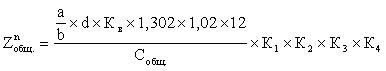 Zⁿобщ. = (a/b × d × Kв × 1,302 × 1,02 × 12) / Cобщ. × K₁ × K₂ × K₃ × K₄